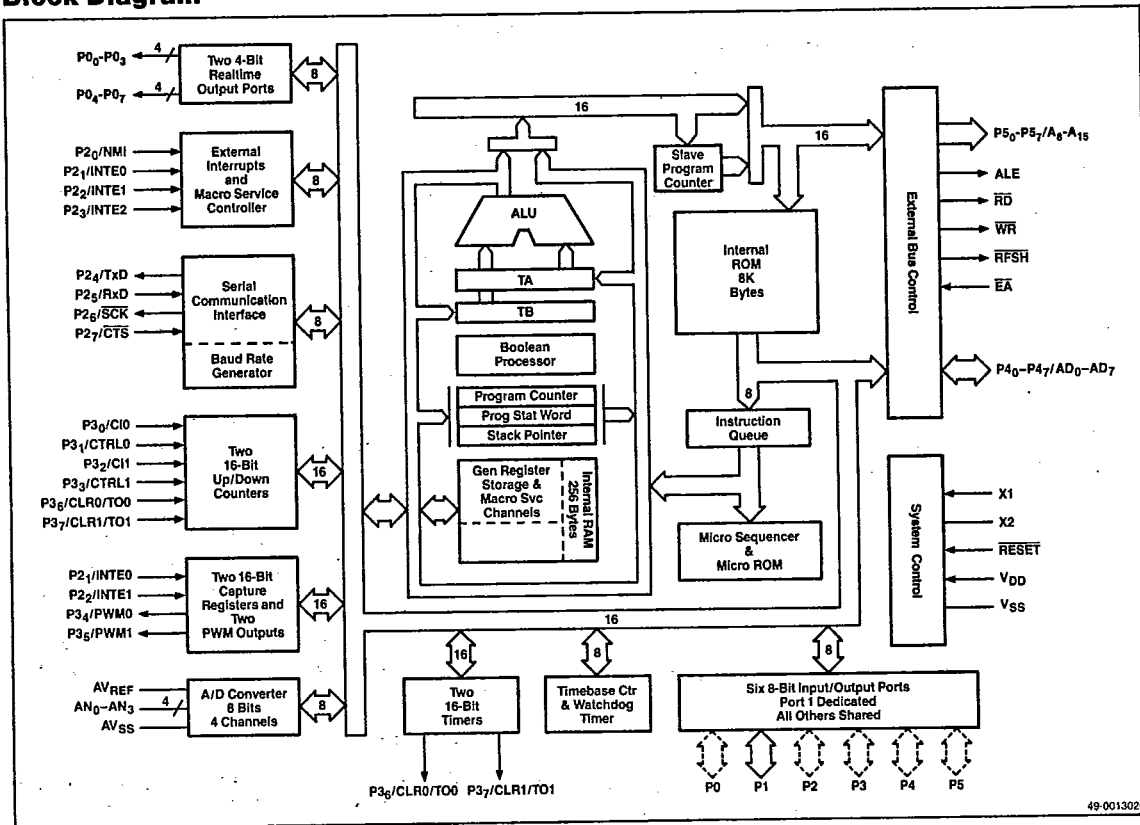 Block Diagram
P0₀-P0₃
4
P0₄-P0₇
4
Two 4-Bit
Realtime
Output Ports
8
P2₀/NMI
P2₁/INTE0
P2₂/INTE1
P2₃/INTE2
External
Interrupts
and
Macro Service
Controller
8
P2₄/TxD
P2₅/RxD
P2₆/S̅C̅K̅
P2₇/C̅T̅S̅
Serial
Communication
Interface
Baud Rate
Generator
8
P3₀/CI0
P3₁/CTRL0
P3₂/CI1
P3₃/CTRL1
P3₆/CLR0/TO0
P3₇/CLR1/TO1
Two
16-Bit
Up/Down
Counters
16
P2₁/INTE0
P2₂/INTE1
P3₄/PWM0
P3₅/PWM1
Two 16-Bit
Capture
Registers and
Two
PWM Outputs
16
AV_REF
AN₀–AN₃
4
AV_SS
A/D Converter
8 Bits
4 Channels
8
16
ALU
TA
TB
Boolean
Processor
Program Counter
Prog Stat Word
Stack Pointer
Gen Register
Storage &
Macro Svc
Channels
Internal RAM
256 Bytes
Slave
Program
Counter
16
Internal
ROM
8K
Bytes
8
Instruction
Queue
Micro Sequencer
&
Micro ROM
External Bus Control
P5₀-P5₇/A₈-A₁₅
ALE
R̅D̅
W̅R̅
R̅F̅S̅H̅
E̅A̅
P4₀–P4₇/AD₀–AD₇
System Control
X1
X2
R̅E̅S̅E̅T̅
V_DD
V_SS
16
16
Two
16-Bit
Timers
P3₆/CLR0/TO0
P3₇/CLR1/TO1
8
Timebase Ctr
& Watchdog
Timer
8
Six 8-Bit Input/Output Ports
Port 1 Dedicated
All Others Shared
P0
P1
P2
P3
P4
P5
49-001302